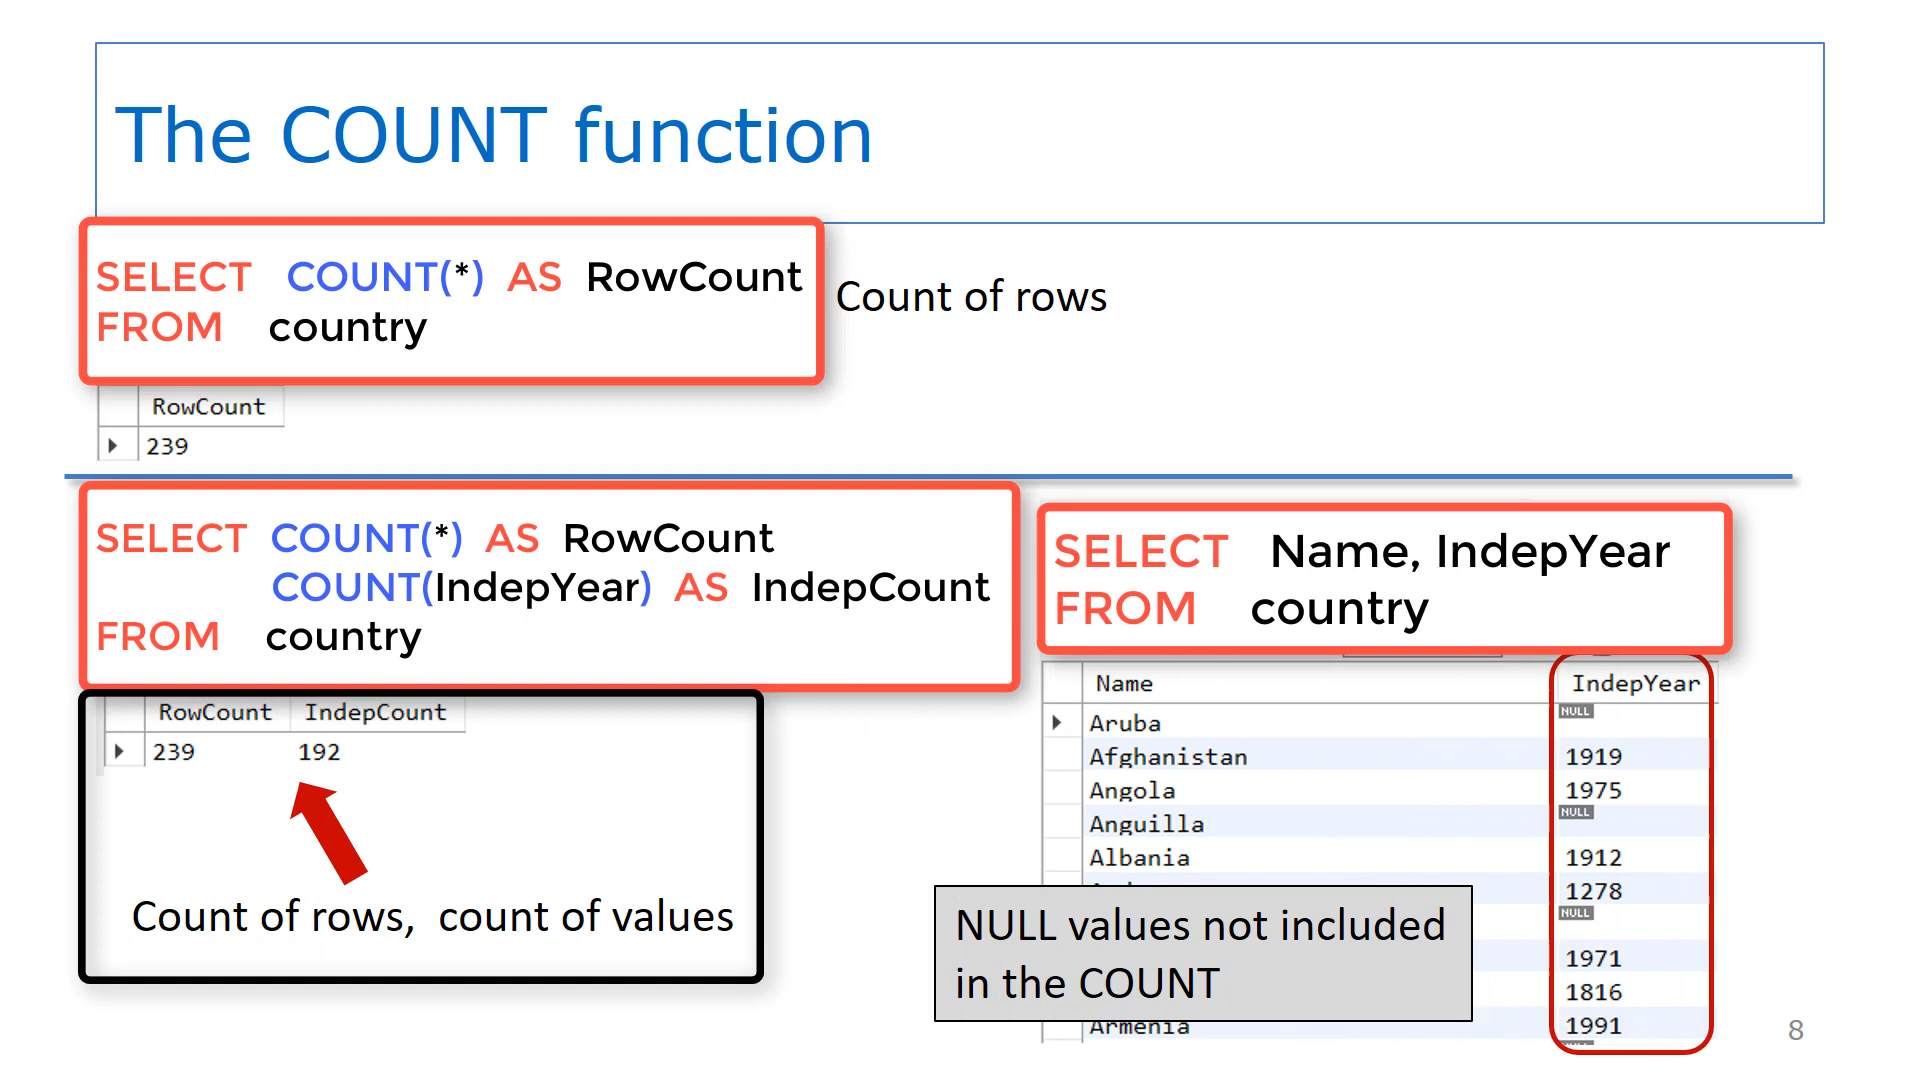 The COUNT function
SELECT COUNT(*) AS RowCount
FROM country
Count of rows
RowCount
239
SELECT COUNT(*) AS RowCount
COUNT(IndepYear) AS IndepCount
FROM country
RowCount IndepCount
239 192
Count of rows, count of values
SELECT Name, IndepYear
FROM country
Name IndepYear
Aruba NULL
Afghanistan 1919
Angola 1975
Anguilla NULL
Albania 1912
1278
NULL
1971
1816
Armenia 1991
NULL values not included
in the COUNT
8